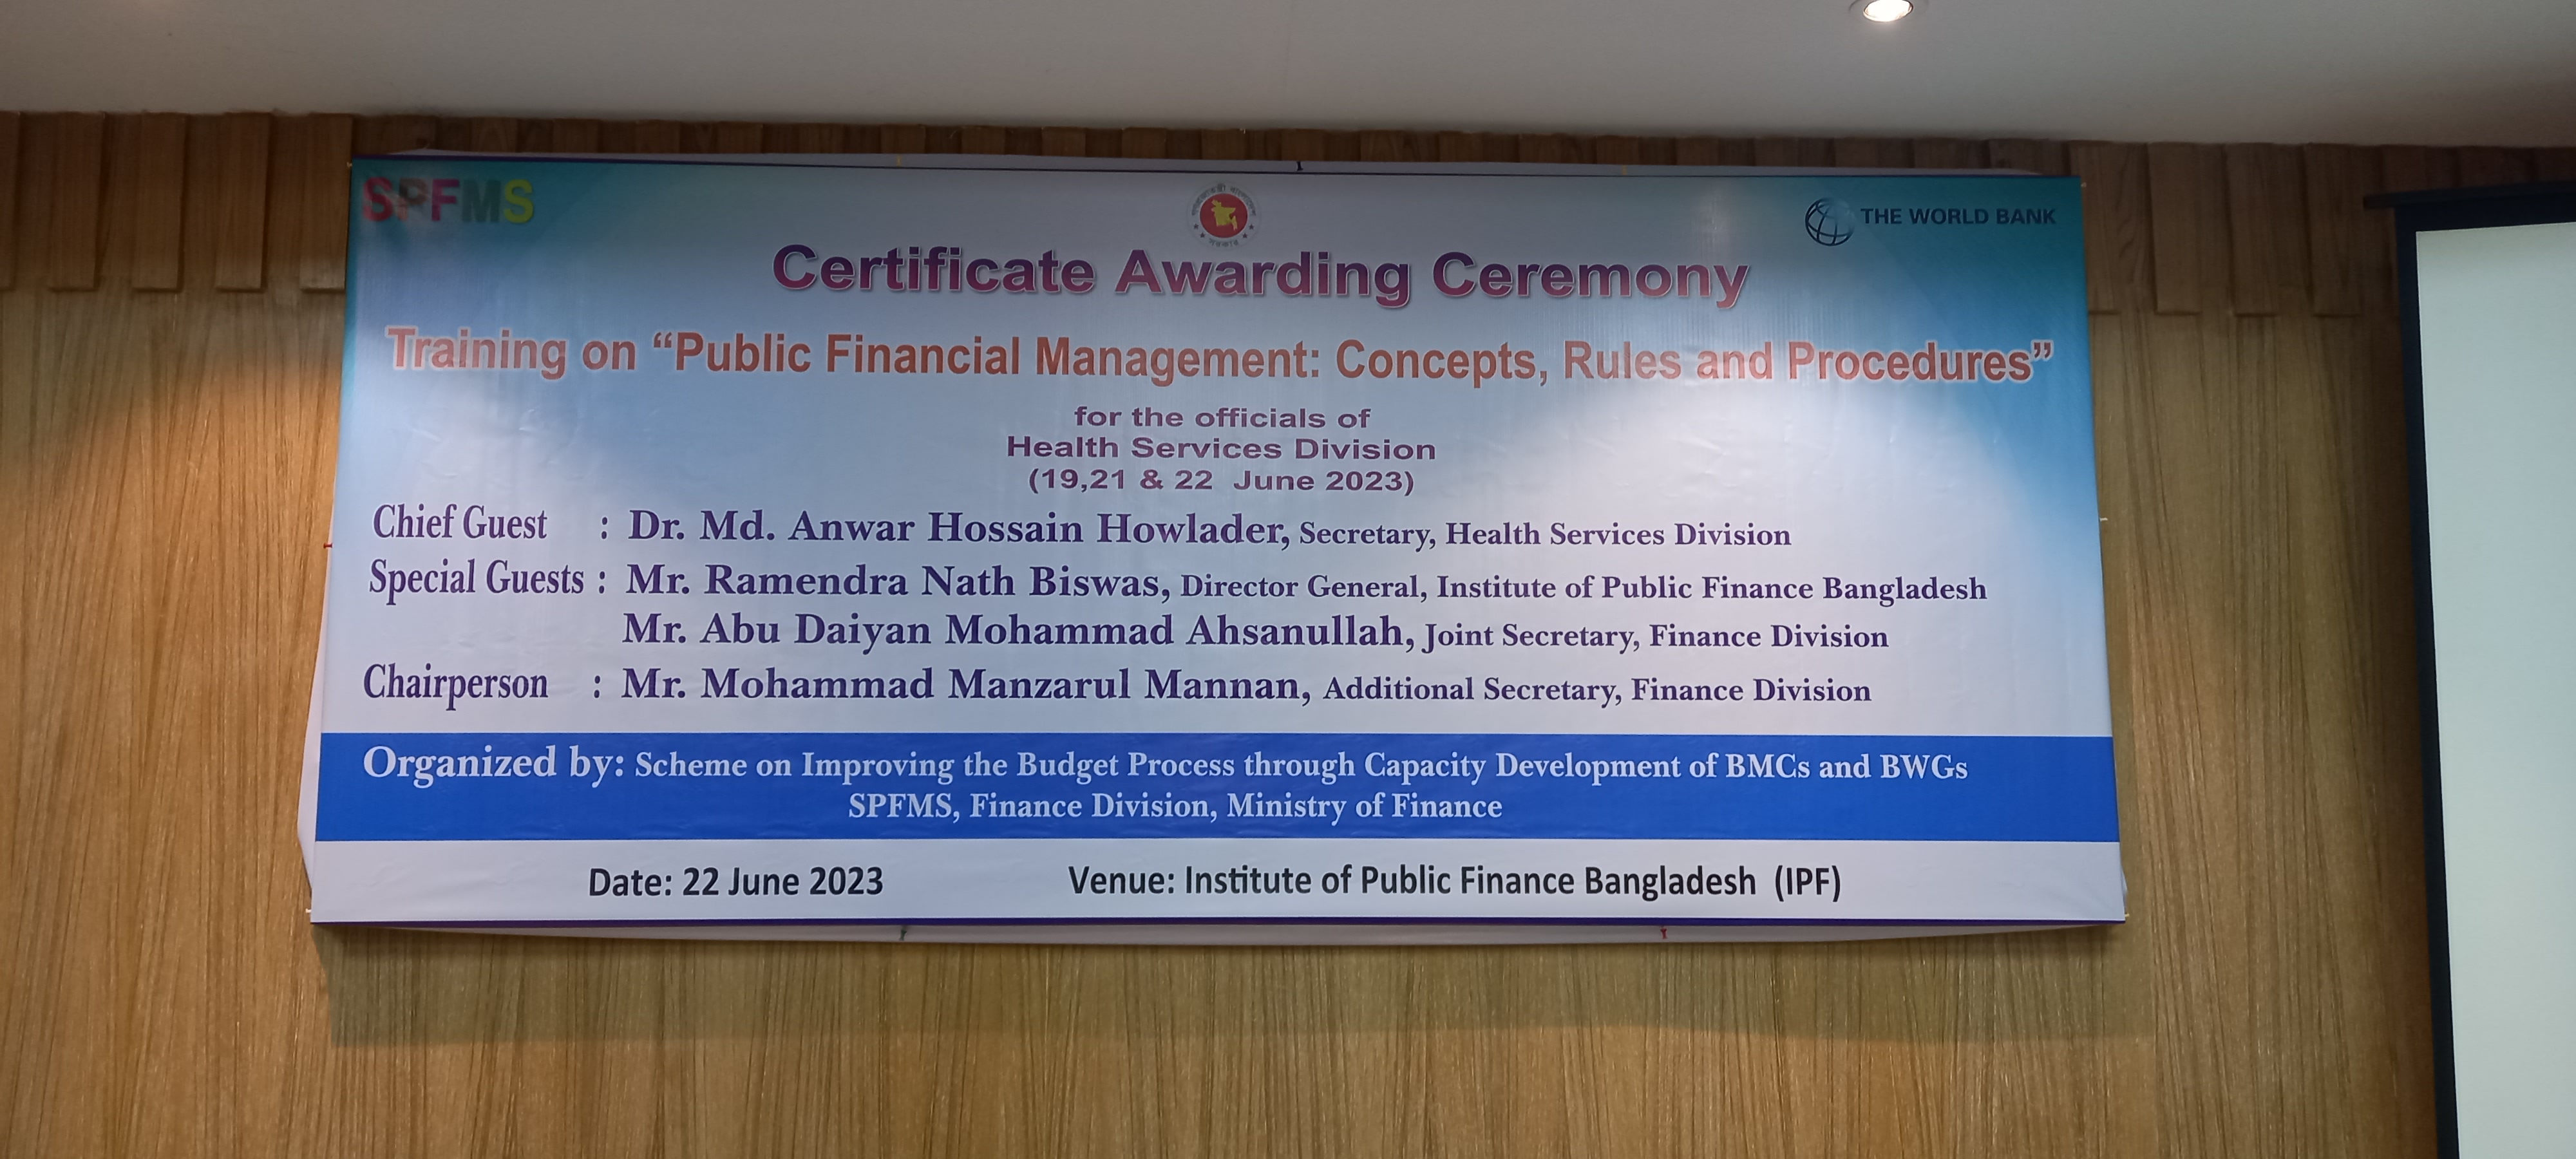 SPFMS
THE WORLD BANK
Certificate Awarding Ceremony
Training on “Public Financial Management: Concepts, Rules and Procedures”
for the officials of
Health Services Division
(19,21 & 22 June 2023)
Chief Guest : Dr. Md. Anwar Hossain Howlader, Secretary, Health Services Division
Special Guests : Mr. Ramendra Nath Biswas, Director General, Institute of Public Finance Bangladesh
Mr. Abu Daiyan Mohammad Ahsanullah, Joint Secretary, Finance Division
Chairperson : Mr. Mohammad Manzarul Mannan, Additional Secretary, Finance Division
Organized by: Scheme on Improving the Budget Process through Capacity Development of BMCs and BWGs
SPFMS, Finance Division, Ministry of Finance
Date: 22 June 2023 Venue: Institute of Public Finance Bangladesh (IPF)